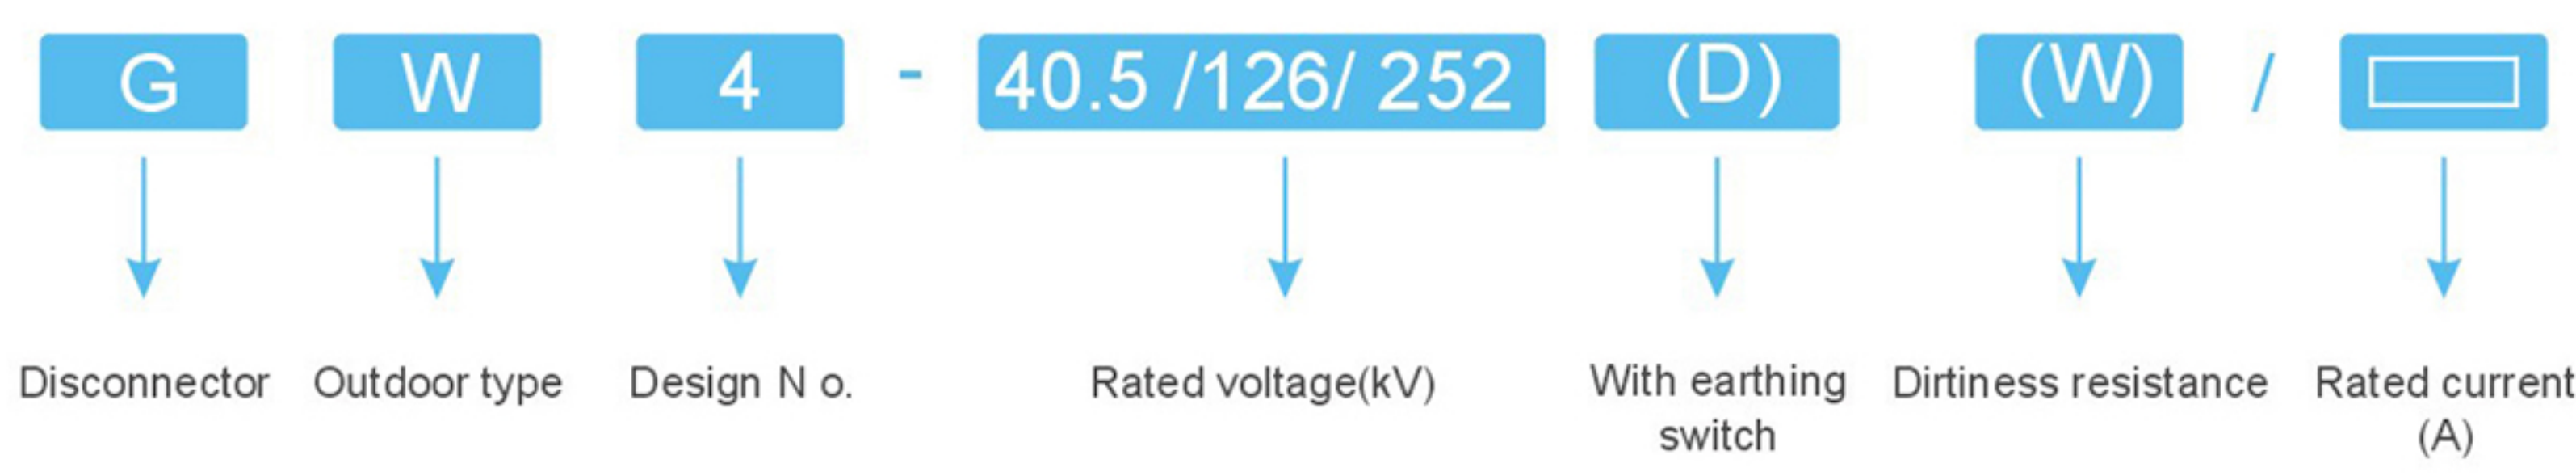 G W 4 - 40.5 /126/ 252 (D) (W) /
Disconnector Outdoor type Design N o. Rated voltage(kV) With earthing switch Dirtiness resistance Rated current (A)